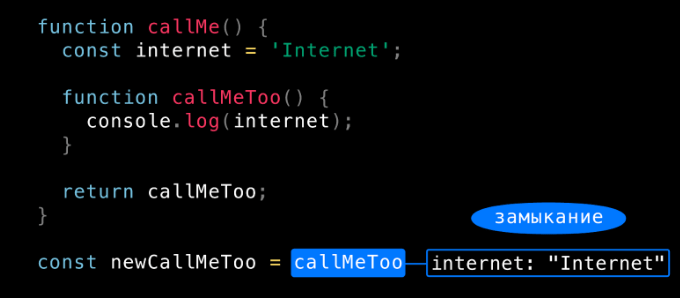 function callMe() {
const internet = 'Internet';
function callMeToo() {
console.log(internet);
}
return callMeToo;
}
замыкание
const newCallMeToo = callMeToo internet: "Internet"